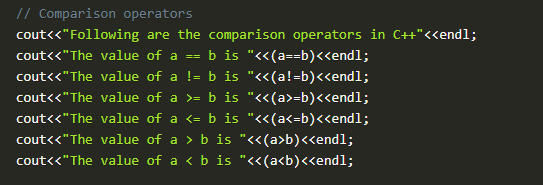 // Comparison operators
cout<<"Following are the comparison operators in C++"<<endl;
cout<<"The value of a == b is "<<(a==b)<<endl;
cout<<"The value of a != b is "<<(a!=b)<<endl;
cout<<"The value of a >= b is "<<(a>=b)<<endl;
cout<<"The value of a <= b is "<<(a<=b)<<endl;
cout<<"The value of a > b is "<<(a>b)<<endl;
cout<<"The value of a < b is "<<(a<b)<<endl;